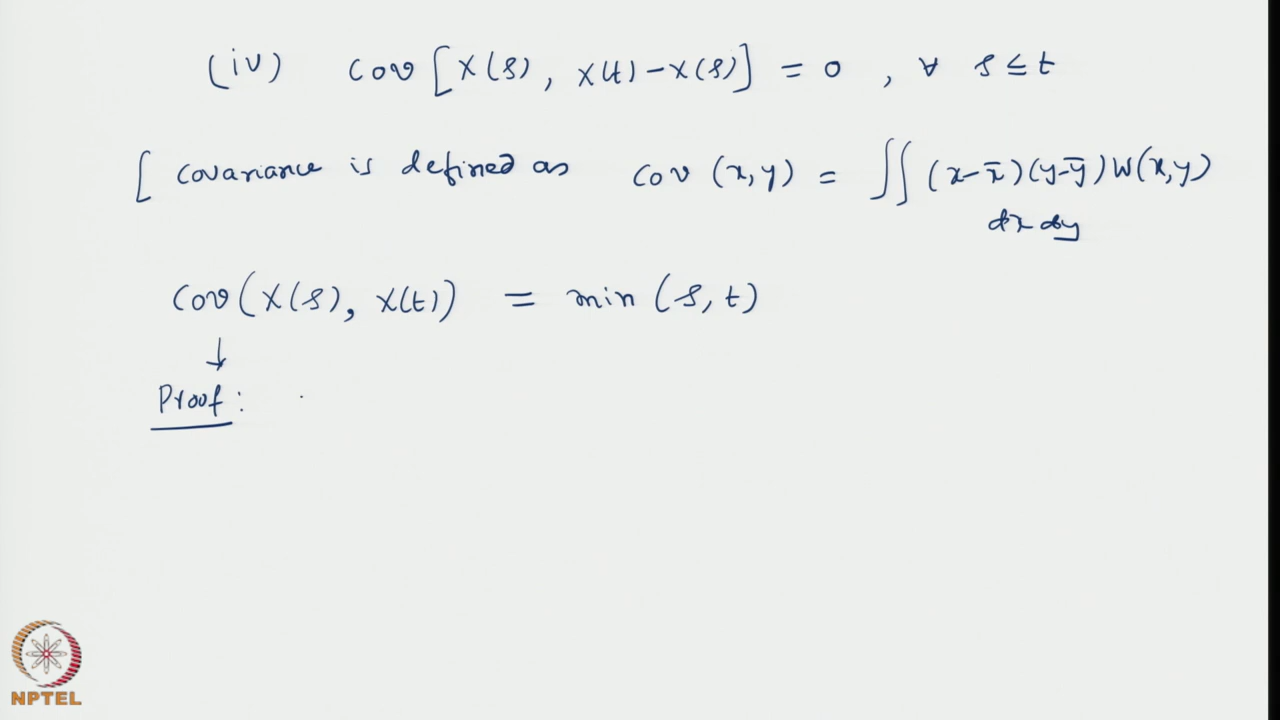 (iv) Cov [X(s), X(t)-X(s)] = 0 , ∀ s ≤ t
[ Covariance is defined as Cov (x,y) = ∫∫ (x-x̄)(y-ȳ) W(x,y)
dx dy
Cov(X(s), X(t)) = min (s,t)
↓
Proof:
NPTEL